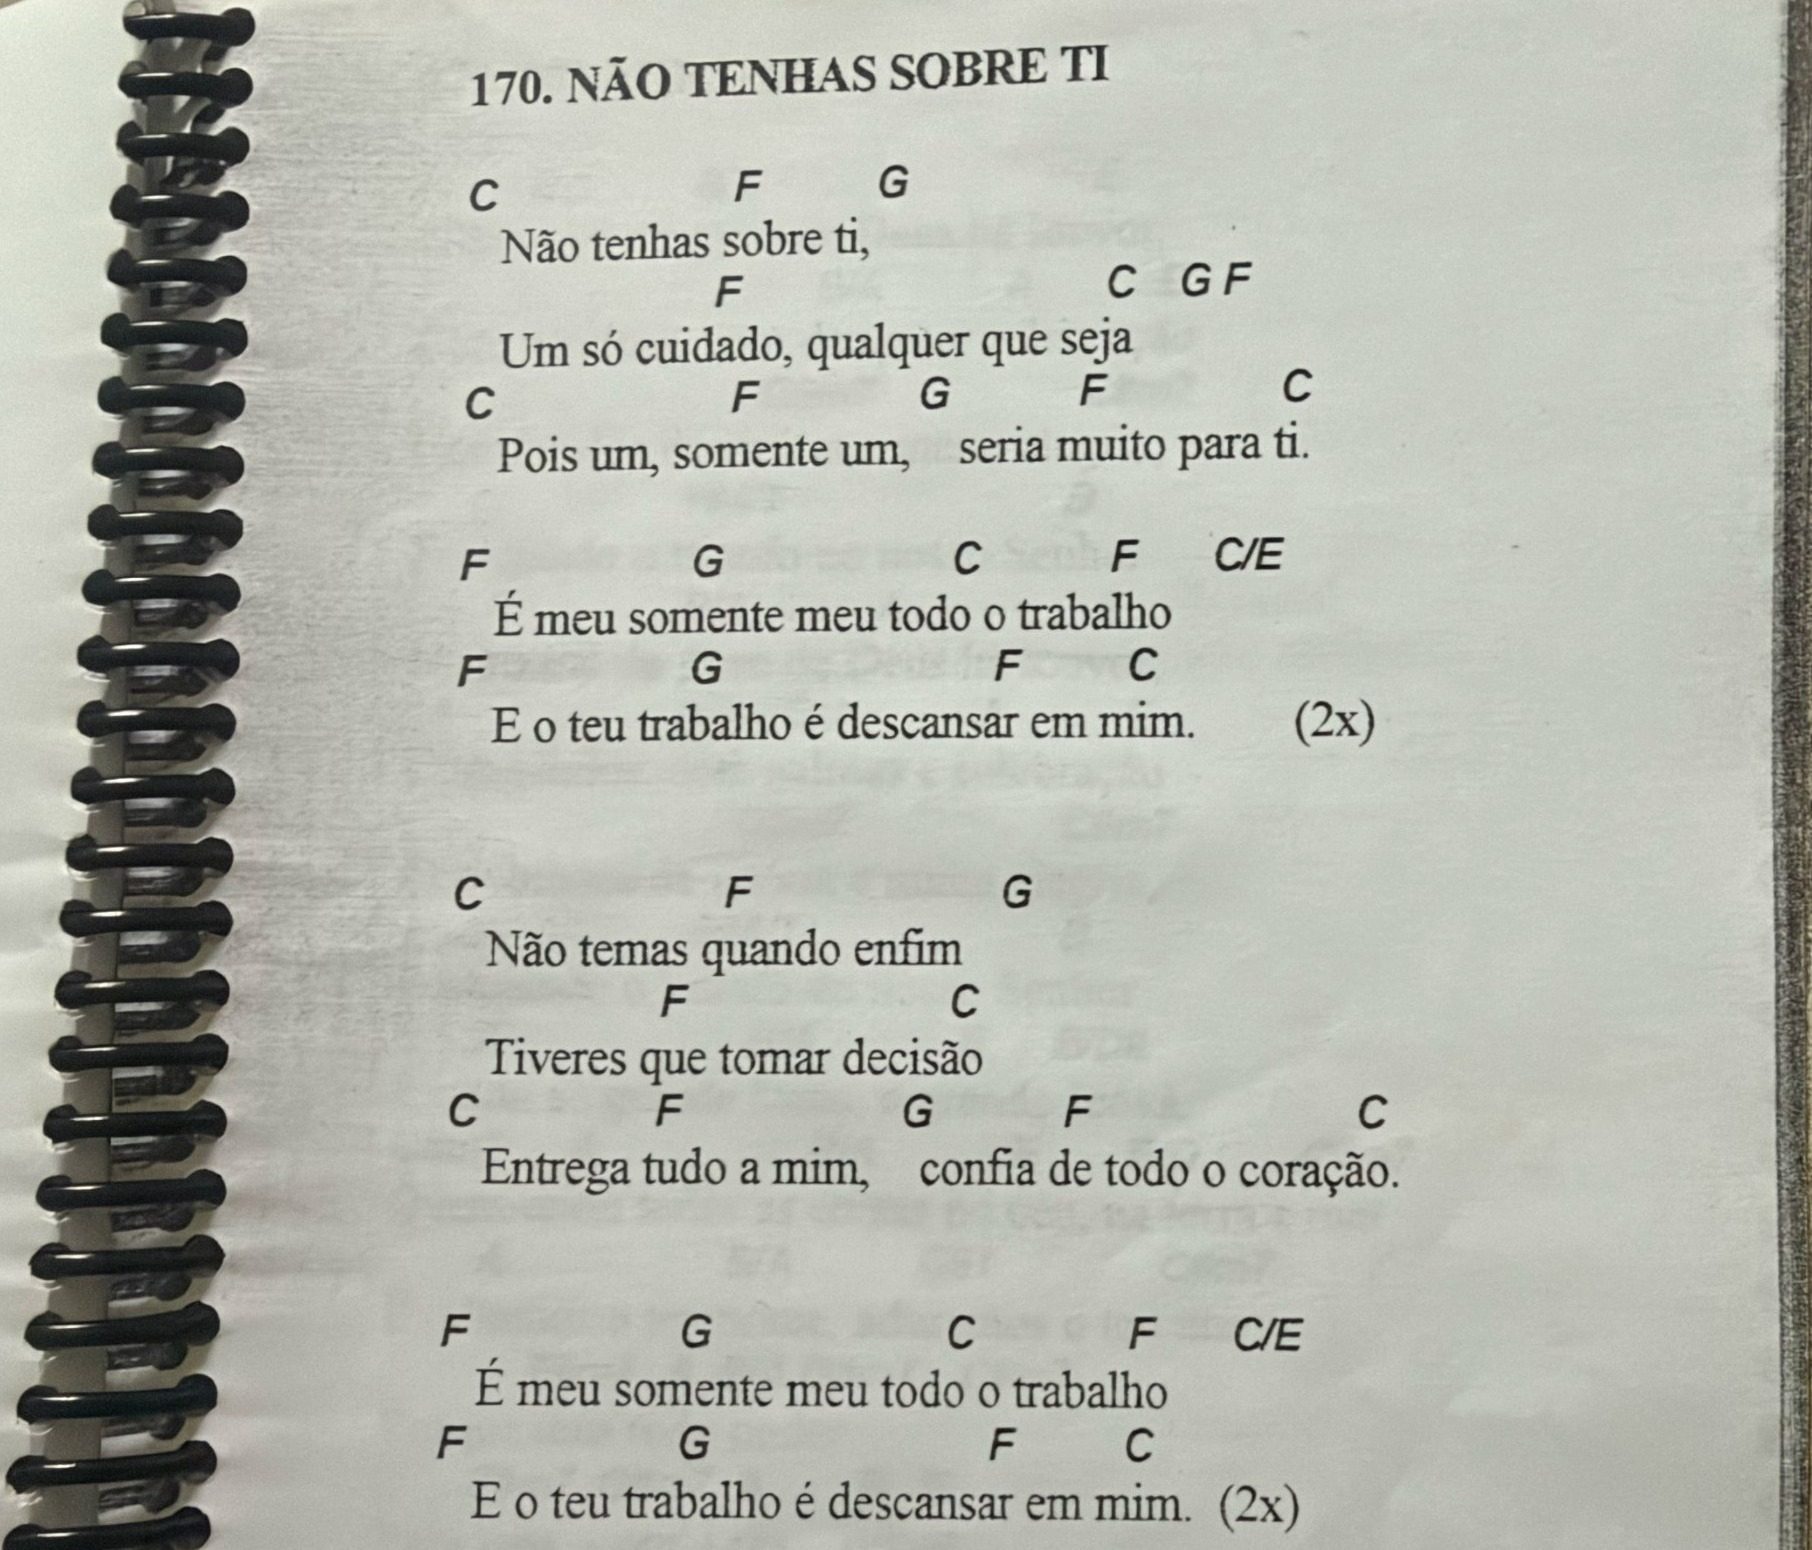 170. NÃO TENHAS SOBRE TI
C F G
Não tenhas sobre ti,
F C G F
Um só cuidado, qualquer que seja
C F G F C
Pois um, somente um, seria muito para ti.
F G C F C/E
É meu somente meu todo o trabalho
F G F C
E o teu trabalho é descansar em mim. (2x)
C F G
Não temas quando enfim
F C
Tiveres que tomar decisão
C F G F C
Entrega tudo a mim, confia de todo o coração.
F G C F C/E
É meu somente meu todo o trabalho
F G F C
E o teu trabalho é descansar em mim. (2x)